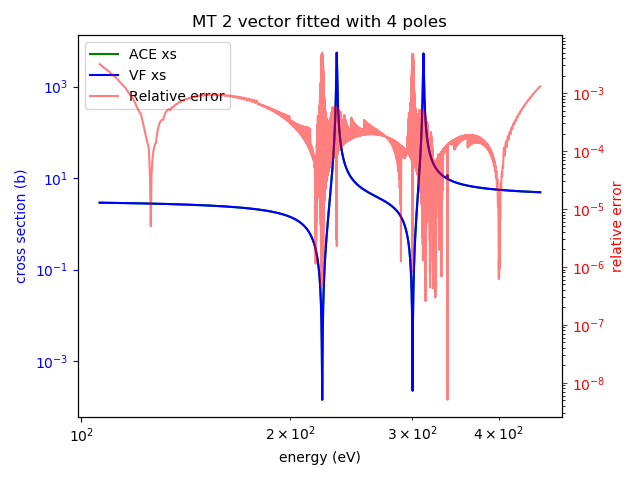 MT 2 vector fitted with 4 poles
ACE xs
VF xs
Relative error
10³
10¹
10⁻¹
10⁻³
cross section (b)
10⁻³
10⁻⁴
10⁻⁵
10⁻⁶
10⁻⁷
10⁻⁸
relative error
10²
2 × 10²
3 × 10²
4 × 10²
energy (eV)